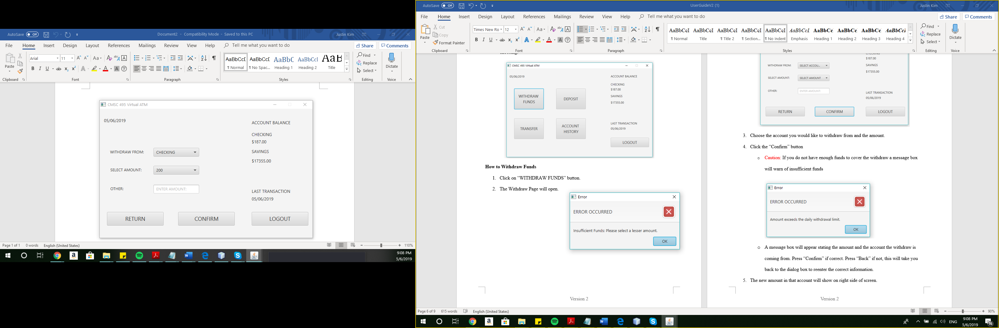 AutoSave Off
Document2 - Compatibility Mode - Saved to this PC
Justin Kim
File Home Insert Design Layout References Mailings Review View Help Tell me what you want to do
Share Comments
Paste
Arial 11
Aa
AaBbCcD AaBbCcD AaBbC AaBbCcI AaB
¶ Normal ¶ No Spac... Heading 1 Heading 2 Title
Find
Replace
Select
Dictate
Clipboard Font Paragraph Styles Editing Voice
CMSC 495 Virtual ATM
05/06/2019
ACCOUNT BALANCE
CHECKING
$187.00
WITHDRAW FROM: CHECKING
SAVINGS
$17355.00
SELECT AMOUNT: 200
OTHER: ENTER AMOUNT:
LAST TRANSACTION
05/06/2019
RETURN CONFIRM LOGOUT
Page 1 of 1 0 words English (United States)
110%
9:08 PM
5/6/2019
AutoSave Off
UserGuideV2 (1)
Justin Kim
File Home Insert Design Layout References Mailings Review View Help Tell me what you want to do
Share Comments
Paste
Cut
Copy
Format Painter
Times New Ro 12
Aa
AaBbCcI AaBbCcI AaBbCcI AaBbCcI AaBbCcI AaBbCcI AaBbCc AaBbCc AaBbCc AaBbCc
¶ Normal Title ¶ Title 2 ¶ Section... ¶ No Indent Emphasis Heading 1 Heading 2 Heading 3 Heading 4
Find
Replace
Select
Dictate
Clipboard Font Paragraph Styles Editing Voice
CMSC 495 Virtual ATM
05/06/2019
ACCOUNT BALANCE
CHECKING
$187.00
SAVINGS
$17355.00
WITHDRAW FUNDS
DEPOSIT
TRANSFER
ACCOUNT HISTORY
LAST TRANSACTION
05/06/2019
LOGOUT
How to Withdraw Funds
1. Click on “WITHDRAW FUNDS” button.
2. The Withdraw Page will open.
Error
ERROR OCCURRED
Insufficient Funds: Please select a lesser amount.
OK
Version 2
$187.00
WITHDRAW FROM: SELECT ACCOU...
SAVINGS
$17355.00
SELECT AMOUNT: SELECT AMOUNT
OTHER: ENTER AMOUNT:
LAST TRANSACTION
05/06/2019
RETURN CONFIRM LOGOUT
3. Choose the account you would like to withdraw from and the amount.
4. Click the “Confirm” button
o Caution: If you do not have enough funds to cover the withdraw a message box
will warn of insufficient funds
Error
ERROR OCCURRED
Amount exceeds the daily withdrawal limit.
OK
o A message box will appear stating the amount and the account the withdraw is
coming from. Press “Confirm” if correct. Press “Back” if not, this will take you
back to the dialog box to reenter the correct information.
5. The new amount in that account will show on right side of screen.
Version 2
Page 6 of 9 615 words English (United States)
90%
ENG
9:08 PM
5/6/2019
16